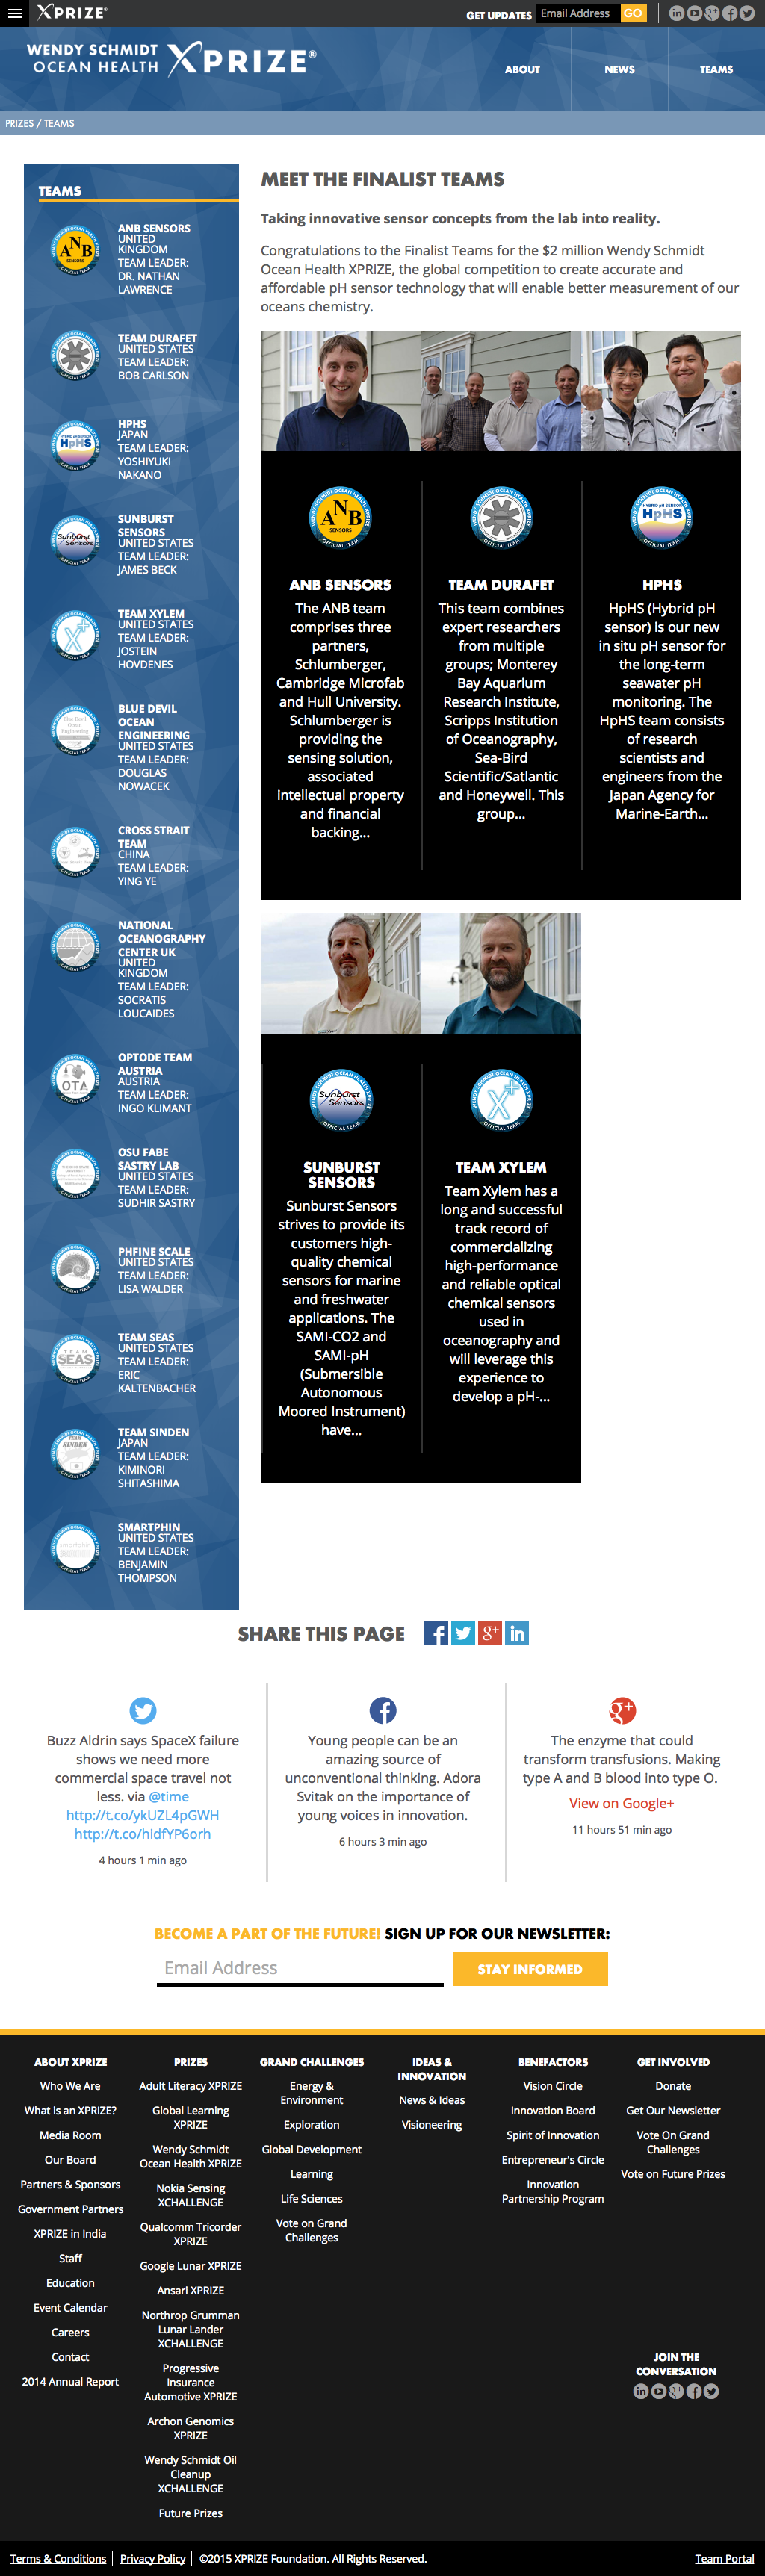 XPRIZE®
GET UPDATES
Email Address
GO
WENDY SCHMIDT
OCEAN HEALTH
XPRIZE®
ABOUT
NEWS
TEAMS
PRIZES / TEAMS
TEAMS
ANB SENSORS
UNITED
KINGDOM
TEAM LEADER:
DR. NATHAN
LAWRENCE
TEAM DURAFET
UNITED STATES
TEAM LEADER:
BOB CARLSON
HPHS
JAPAN
TEAM LEADER:
YOSHIYUKI
NAKANO
SUNBURST
SENSORS
UNITED STATES
TEAM LEADER:
JAMES BECK
TEAM XYLEM
UNITED STATES
TEAM LEADER:
JOSTEIN
HOVDENES
BLUE DEVIL
OCEAN
ENGINEERING
UNITED STATES
TEAM LEADER:
DOUGLAS
NOWACEK
CROSS STRAIT
TEAM
CHINA
TEAM LEADER:
YING YE
NATIONAL
OCEANOGRAPHY
CENTER UK
UNITED
KINGDOM
TEAM LEADER:
SOCRATIS
LOUCAIDES
OPTODE TEAM
AUSTRIA
AUSTRIA
TEAM LEADER:
INGO KLIMANT
OSU FABE
SASTRY LAB
UNITED STATES
TEAM LEADER:
SUDHIR SASTRY
PHFINE SCALE
UNITED STATES
TEAM LEADER:
LISA WALDER
TEAM SEAS
UNITED STATES
TEAM LEADER:
ERIC
KALTENBACHER
TEAM SINDEN
JAPAN
TEAM LEADER:
KIMINORI
SHITASHIMA
SMARTPHIN
UNITED STATES
TEAM LEADER:
BENJAMIN
THOMPSON
MEET THE FINALIST TEAMS
Taking innovative sensor concepts from the lab into reality.
Congratulations to the Finalist Teams for the $2 million Wendy Schmidt
Ocean Health XPRIZE, the global competition to create accurate and
affordable pH sensor technology that will enable better measurement of our
oceans chemistry.
ANB SENSORS
The ANB team
comprises three
partners,
Schlumberger,
Cambridge Microfab
and Hull University.
Schlumberger is
providing the
sensing solution,
associated
intellectual property
and financial
backing...
TEAM DURAFET
This team combines
expert researchers
from multiple
groups; Monterey
Bay Aquarium
Research Institute,
Scripps Institution
of Oceanography,
Sea-Bird
Scientific/Satlantic
and Honeywell. This
group...
HPHS
HpHS (Hybrid pH
sensor) is our new
in situ pH sensor for
the long-term
seawater pH
monitoring. The
HpHS team consists
of research
scientists and
engineers from the
Japan Agency for
Marine-Earth...
SUNBURST
SENSORS
Sunburst Sensors
strives to provide its
customers high-
quality chemical
sensors for marine
and freshwater
applications. The
SAMI-CO2 and
SAMI-pH
(Submersible
Autonomous
Moored Instrument)
have...
TEAM XYLEM
Team Xylem has a
long and successful
track record of
commercializing
high-performance
and reliable optical
chemical sensors
used in
oceanography and
will leverage this
experience to
develop a pH-...
SHARE THIS PAGE
Buzz Aldrin says SpaceX failure
shows we need more
commercial space travel not
less. via @time
http://t.co/ykUZL4pGWH
http://t.co/hidfYP6orh
4 hours 1 min ago
Young people can be an
amazing source of
unconventional thinking. Adora
Svitak on the importance of
young voices in innovation.
6 hours 3 min ago
The enzyme that could
transform transfusions. Making
type A and B blood into type O.
View on Google+
11 hours 51 min ago
BECOME A PART OF THE FUTURE! SIGN UP FOR OUR NEWSLETTER:
Email Address
STAY INFORMED
ABOUT XPRIZE
Who We Are
What is an XPRIZE?
Media Room
Our Board
Partners & Sponsors
Government Partners
XPRIZE in India
Staff
Education
Event Calendar
Careers
Contact
2014 Annual Report
PRIZES
Adult Literacy XPRIZE
Global Learning
XPRIZE
Wendy Schmidt
Ocean Health XPRIZE
Nokia Sensing
XCHALLENGE
Qualcomm Tricorder
XPRIZE
Google Lunar XPRIZE
Ansari XPRIZE
Northrop Grumman
Lunar Lander
XCHALLENGE
Progressive
Insurance
Automotive XPRIZE
Archon Genomics
XPRIZE
Wendy Schmidt Oil
Cleanup
XCHALLENGE
Future Prizes
GRAND CHALLENGES
Energy &
Environment
Exploration
Global Development
Learning
Life Sciences
Vote on Grand
Challenges
IDEAS &
INNOVATION
News & Ideas
Visioneering
BENEFACTORS
Vision Circle
Innovation Board
Spirit of Innovation
Entrepreneur's Circle
Innovation
Partnership Program
GET INVOLVED
Donate
Get Our Newsletter
Vote On Grand
Challenges
Vote on Future Prizes
JOIN THE
CONVERSATION
Terms & Conditions
Privacy Policy
©2015 XPRIZE Foundation. All Rights Reserved.
Team Portal